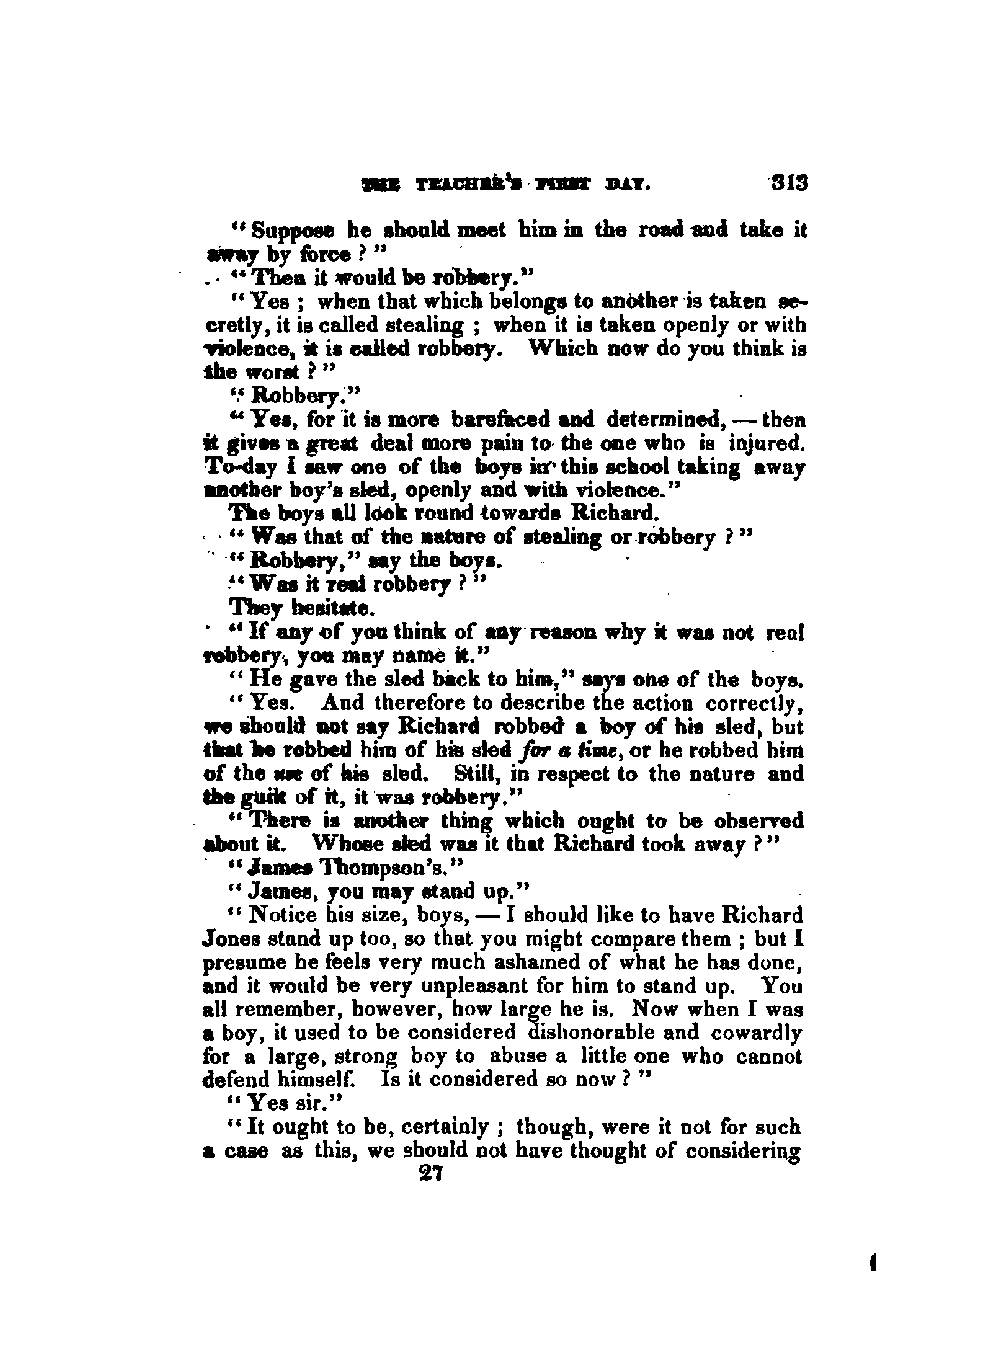 THE TEACHER'S FIRST DAY. 313
"Suppose he should meet him in the road and take it
away by force?"
"Then it would be robbery."
"Yes; when that which belongs to another is taken se-
cretly, it is called stealing; when it is taken openly or with
violence, it is called robbery. Which now do you think is
the worst?"
"Robbery."
"Yes, for it is more barefaced and determined,—then
it gives a great deal more pain to the one who is injured.
To-day I saw one of the boys in this school taking away
another boy's sled, openly and with violence."
The boys all look round towards Richard.
"Was that of the nature of stealing or robbery?"
"Robbery," say the boys.
"Was it real robbery?"
They hesitate.
"If any of you think of any reason why it was not real
robbery, you may name it."
"He gave the sled back to him," says one of the boys.
"Yes. And therefore to describe the action correctly,
we should not say Richard robbed a boy of his sled, but
that he robbed him of his sled for a time, or he robbed him
of the use of his sled. Still, in respect to the nature and
the guilt of it, it was robbery."
"There is another thing which ought to be observed
about it. Whose sled was it that Richard took away?"
"James Thompson's."
"James, you may stand up."
"Notice his size, boys,—I should like to have Richard
Jones stand up too, so that you might compare them; but I
presume he feels very much ashamed of what he has done,
and it would be very unpleasant for him to stand up. You
all remember, however, how large he is. Now when I was
a boy, it used to be considered dishonorable and cowardly
for a large, strong boy to abuse a little one who cannot
defend himself. Is it considered so now?"
"Yes sir."
"It ought to be, certainly; though, were it not for such
a case as this, we should not have thought of considering
27